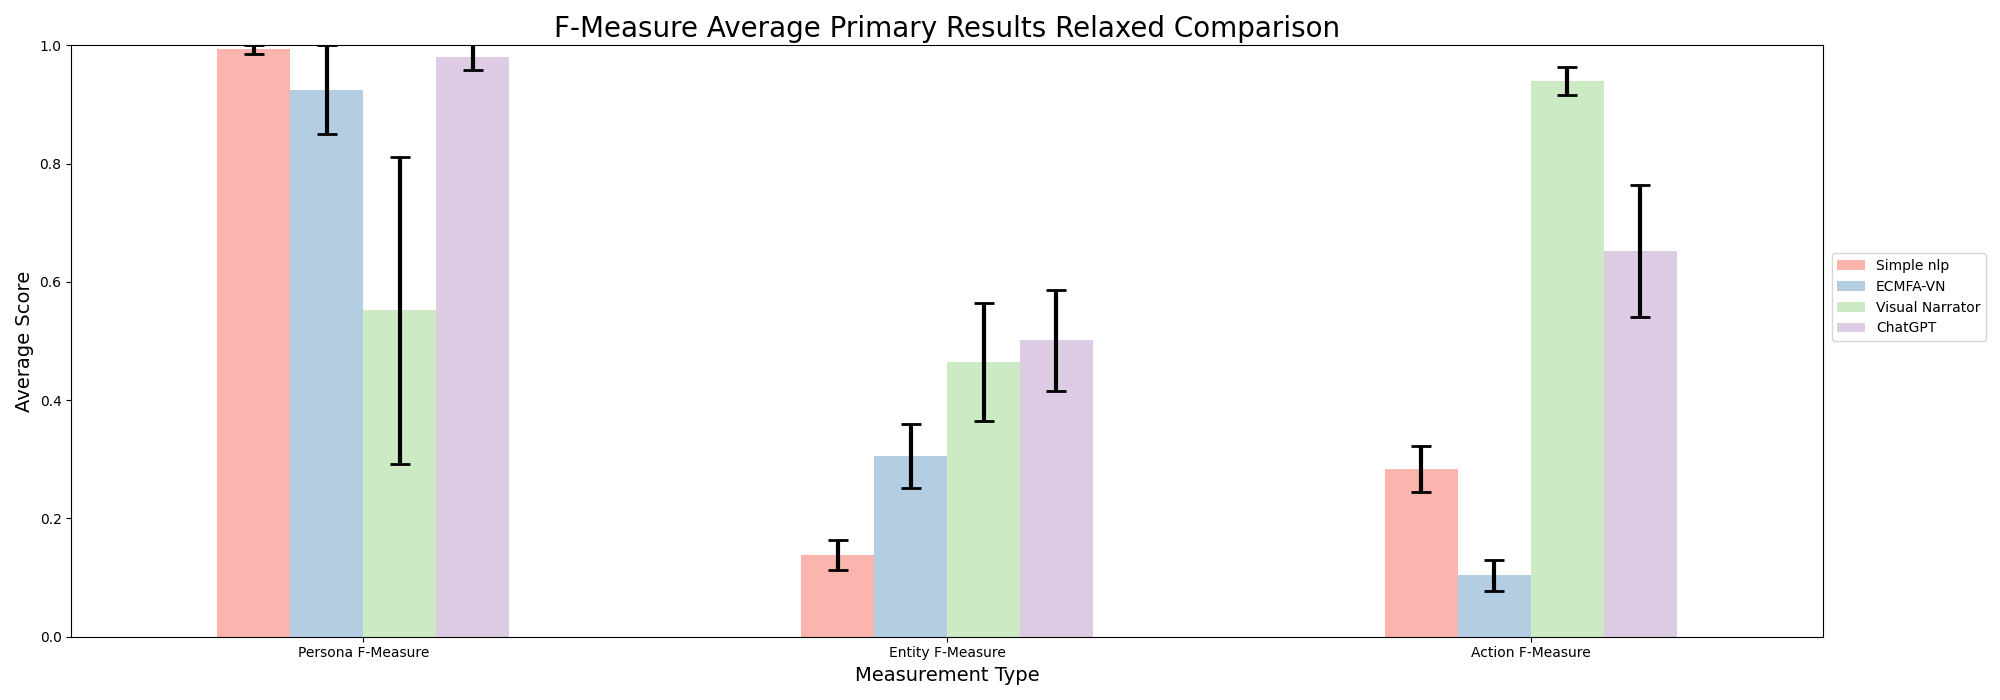 F-Measure Average Primary Results Relaxed Comparison
Average Score
1.0
0.8
0.6
0.4
0.2
0.0
Persona F-Measure
Entity F-Measure
Action F-Measure
Measurement Type
Simple nlp
ECMFA-VN
Visual Narrator
ChatGPT